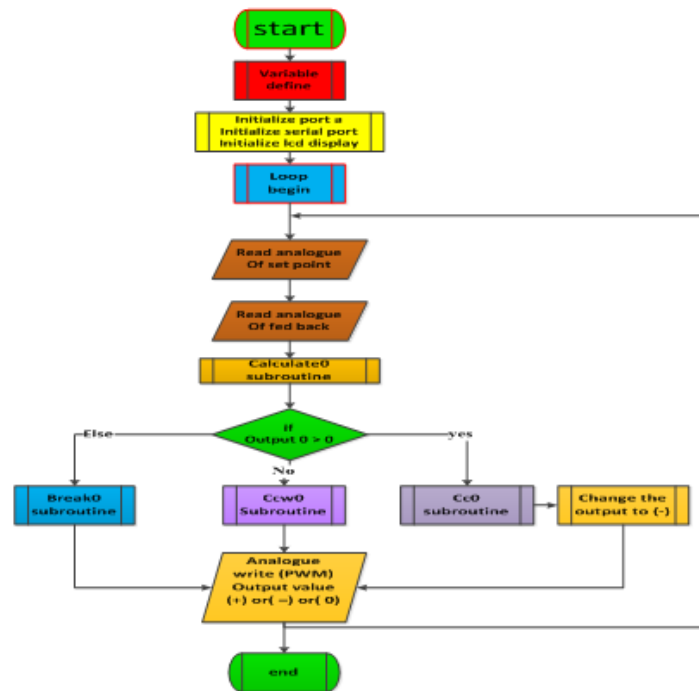 start
Variable
define
Initialize port a
Initialize serial port
Initialize lcd display
Loop
begin
Read analogue
Of set point
Read analogue
Of fed back
Calculate0
subroutine
if
Output 0 > 0
Else
yes
No
Break0
subroutine
Ccw0
Subroutine
Cc0
subroutine
Change the
output to (-)
Analogue
write (PWM)
Output value
(+) or( −) or( 0)
end